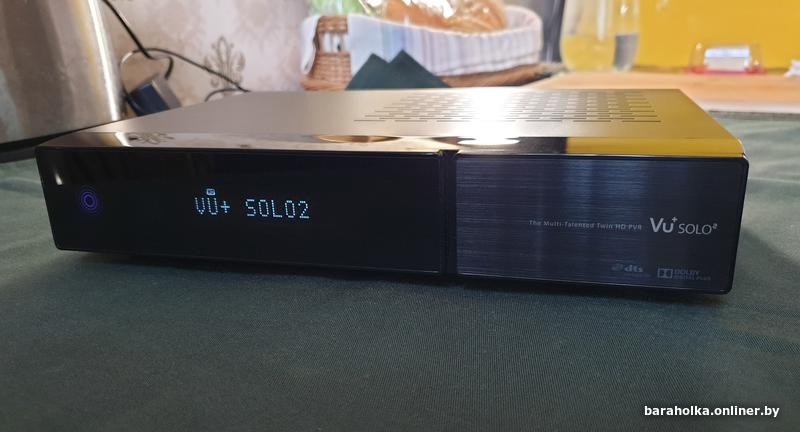 VU+ SOLO2
The Multi-Talented Twin HD PVR VU+ SOLO²
dts
DOLBY
DIGITAL PLUS
baraholka.onliner.by